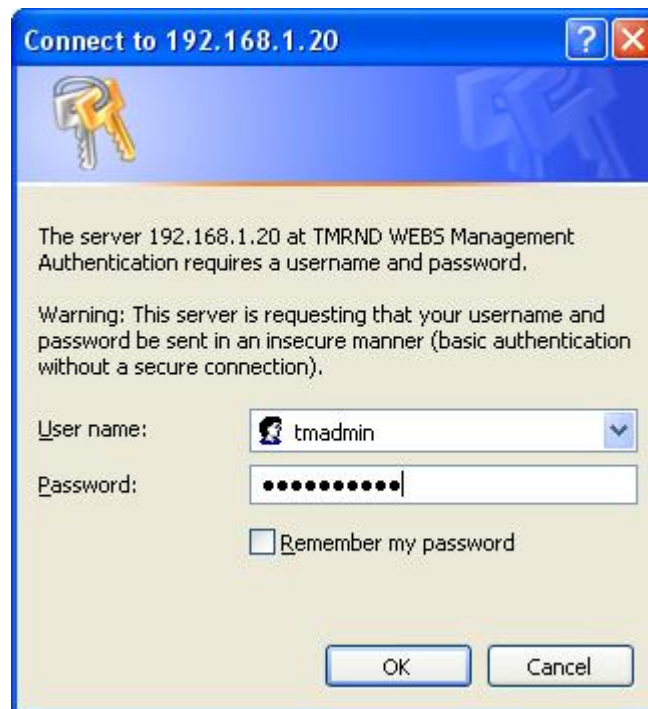 Connect to 192.168.1.20
The server 192.168.1.20 at TMRND WEBS Management
Authentication requires a username and password.
Warning: This server is requesting that your username and
password be sent in an insecure manner (basic authentication
without a secure connection).
User name:
tmadmin
Password:
●●●●●●●●●●
Remember my password
OK
Cancel